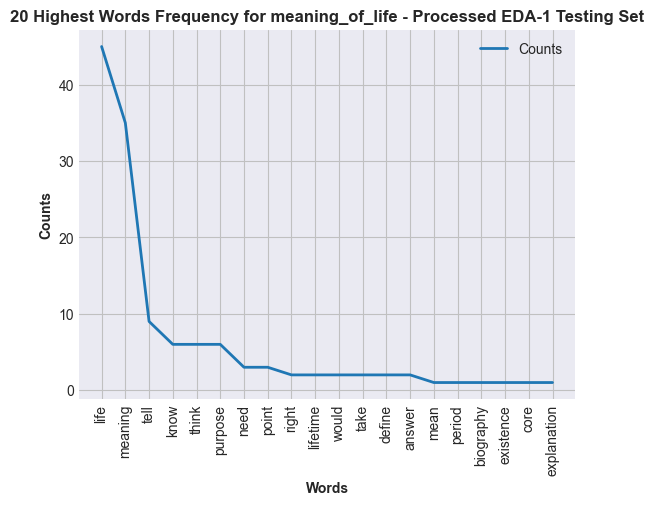 20 Highest Words Frequency for meaning_of_life - Processed EDA-1 Testing Set
Counts
Counts
40
30
20
10
0
life
meaning
tell
know
think
purpose
need
point
right
lifetime
would
take
define
answer
mean
period
biography
existence
core
explanation
Words